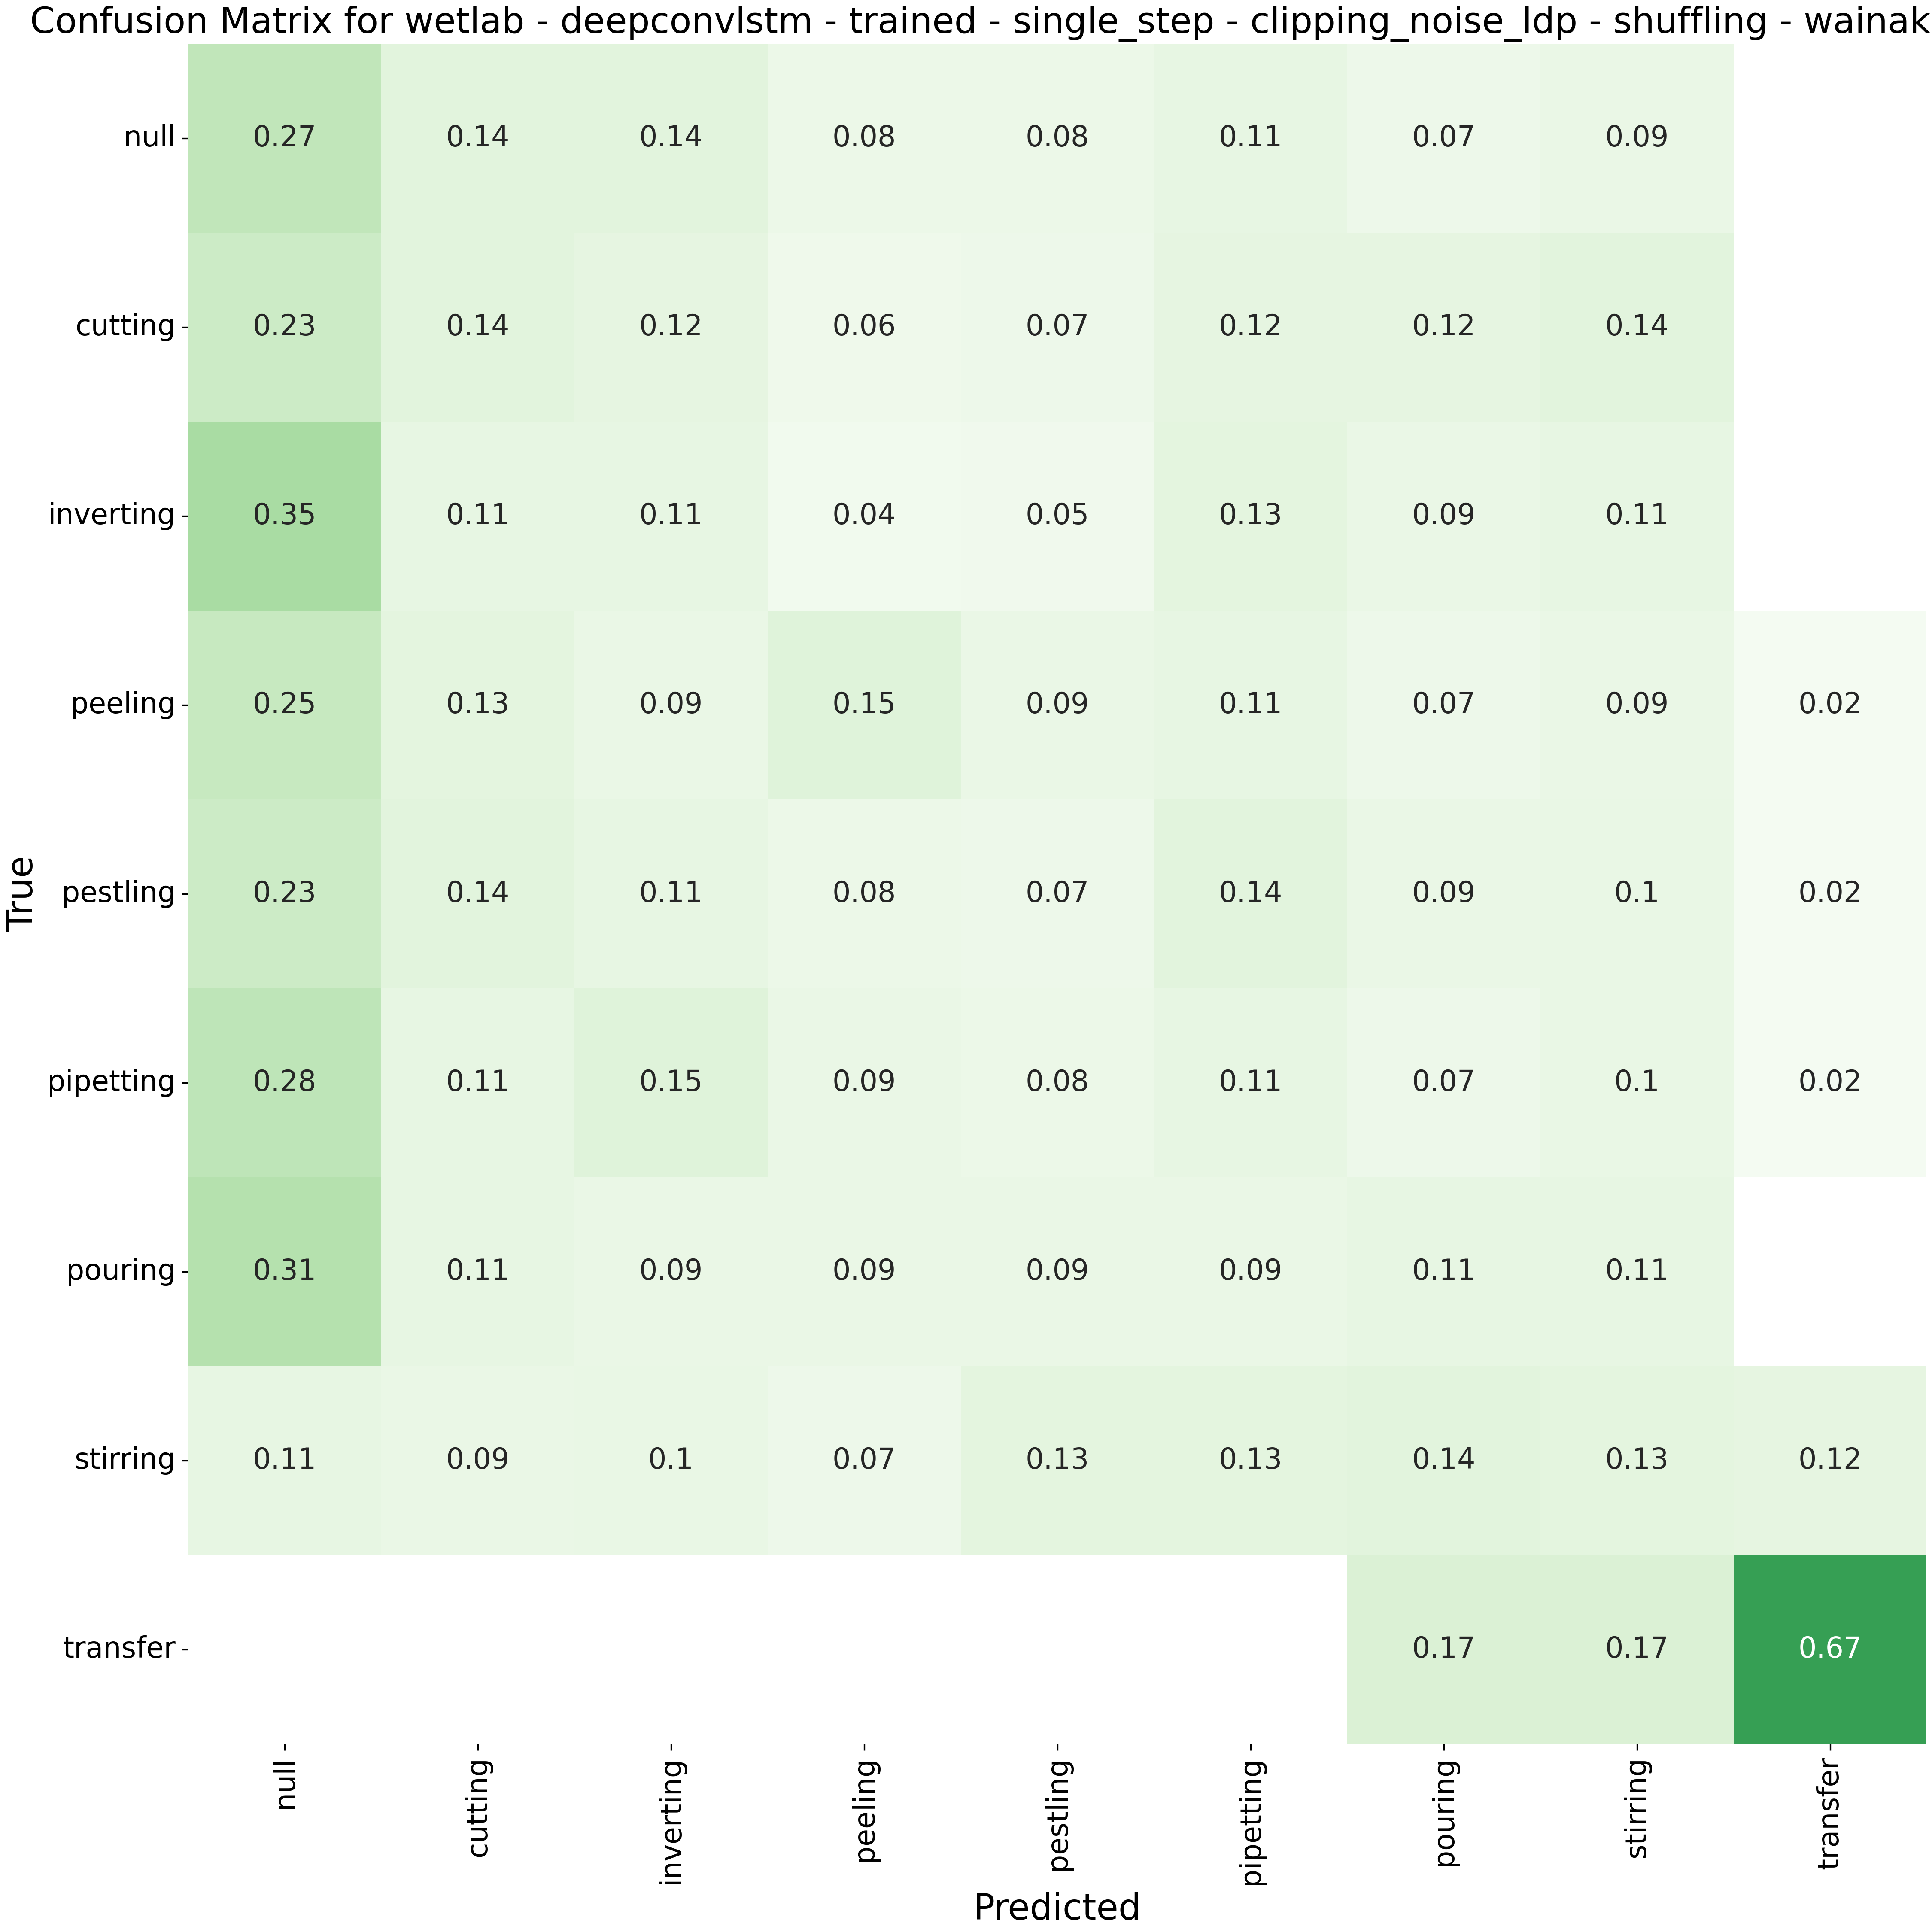 Confusion Matrix for wetlab - deepconvlstm - trained - single_step - clipping_noise_ldp - shuffling - wainak
null 0.27 0.14 0.14 0.08 0.08 0.11 0.07 0.09
cutting 0.23 0.14 0.12 0.06 0.07 0.12 0.12 0.14
inverting 0.35 0.11 0.11 0.04 0.05 0.13 0.09 0.11
peeling 0.25 0.13 0.09 0.15 0.09 0.11 0.07 0.09 0.02
pestling 0.23 0.14 0.11 0.08 0.07 0.14 0.09 0.1 0.02
pipetting 0.28 0.11 0.15 0.09 0.08 0.11 0.07 0.1 0.02
pouring 0.31 0.11 0.09 0.09 0.09 0.09 0.11 0.11
stirring 0.11 0.09 0.1 0.07 0.13 0.13 0.14 0.13 0.12
transfer 0.17 0.17 0.67
True
null cutting inverting peeling pestling pipetting pouring stirring transfer
Predicted